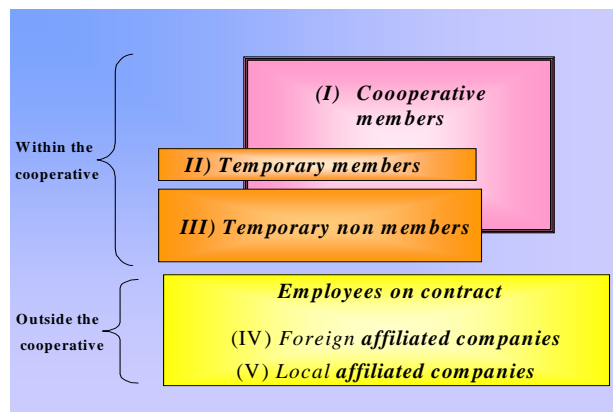 (I) Coooperative
members
Within the
cooperative
II) Temporary members
III) Temporary non members
Employees on contract
Outside the
cooperative
(IV) Foreign affiliated companies
(V) Local affiliated companies